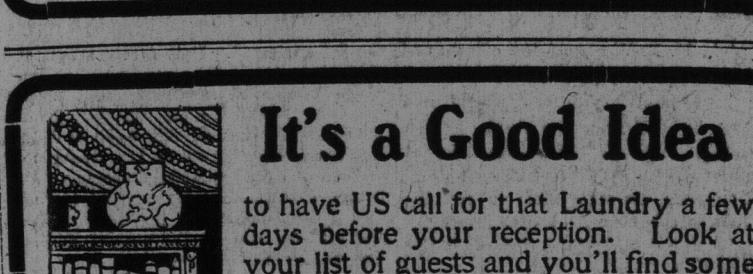 It's a Good Idea
to have US call for that Laundry a few
days before your reception. Look at
your list of guests and you'll find some